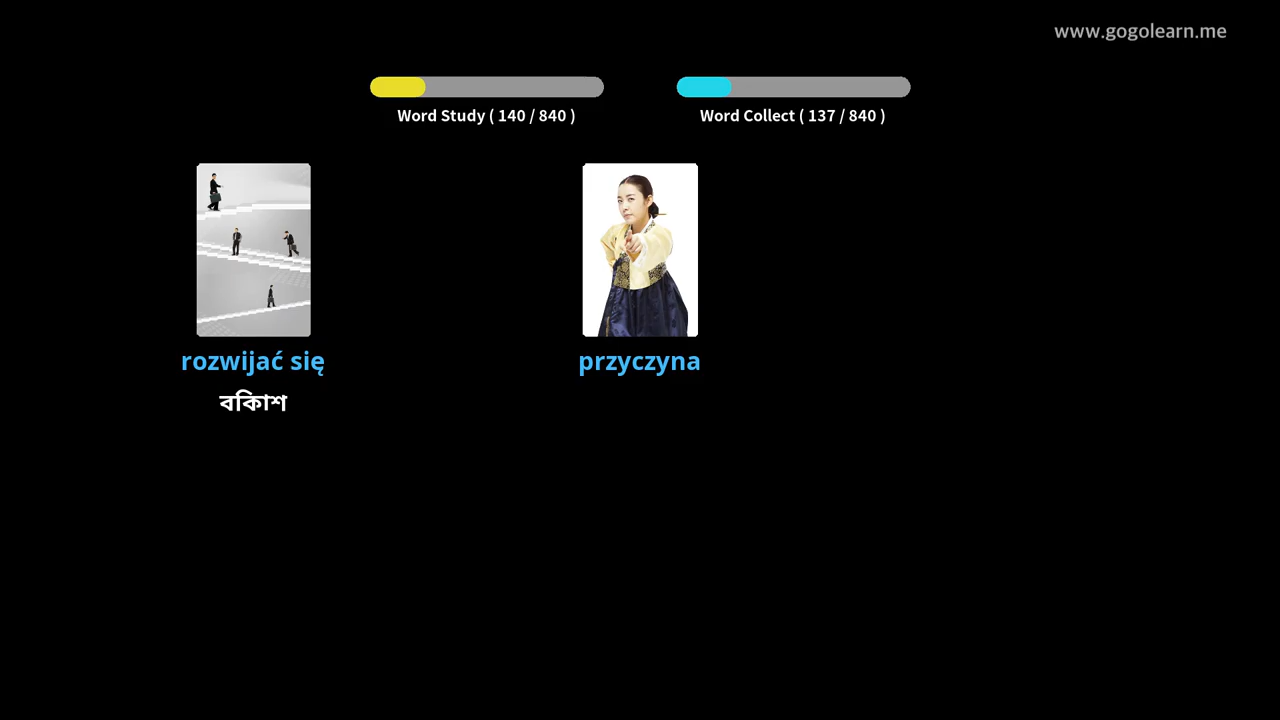 www.gogolearn.me
Word Study ( 140 / 840 )
Word Collect ( 137 / 840 )
rozwijać się
przyczyna
বিকাশ